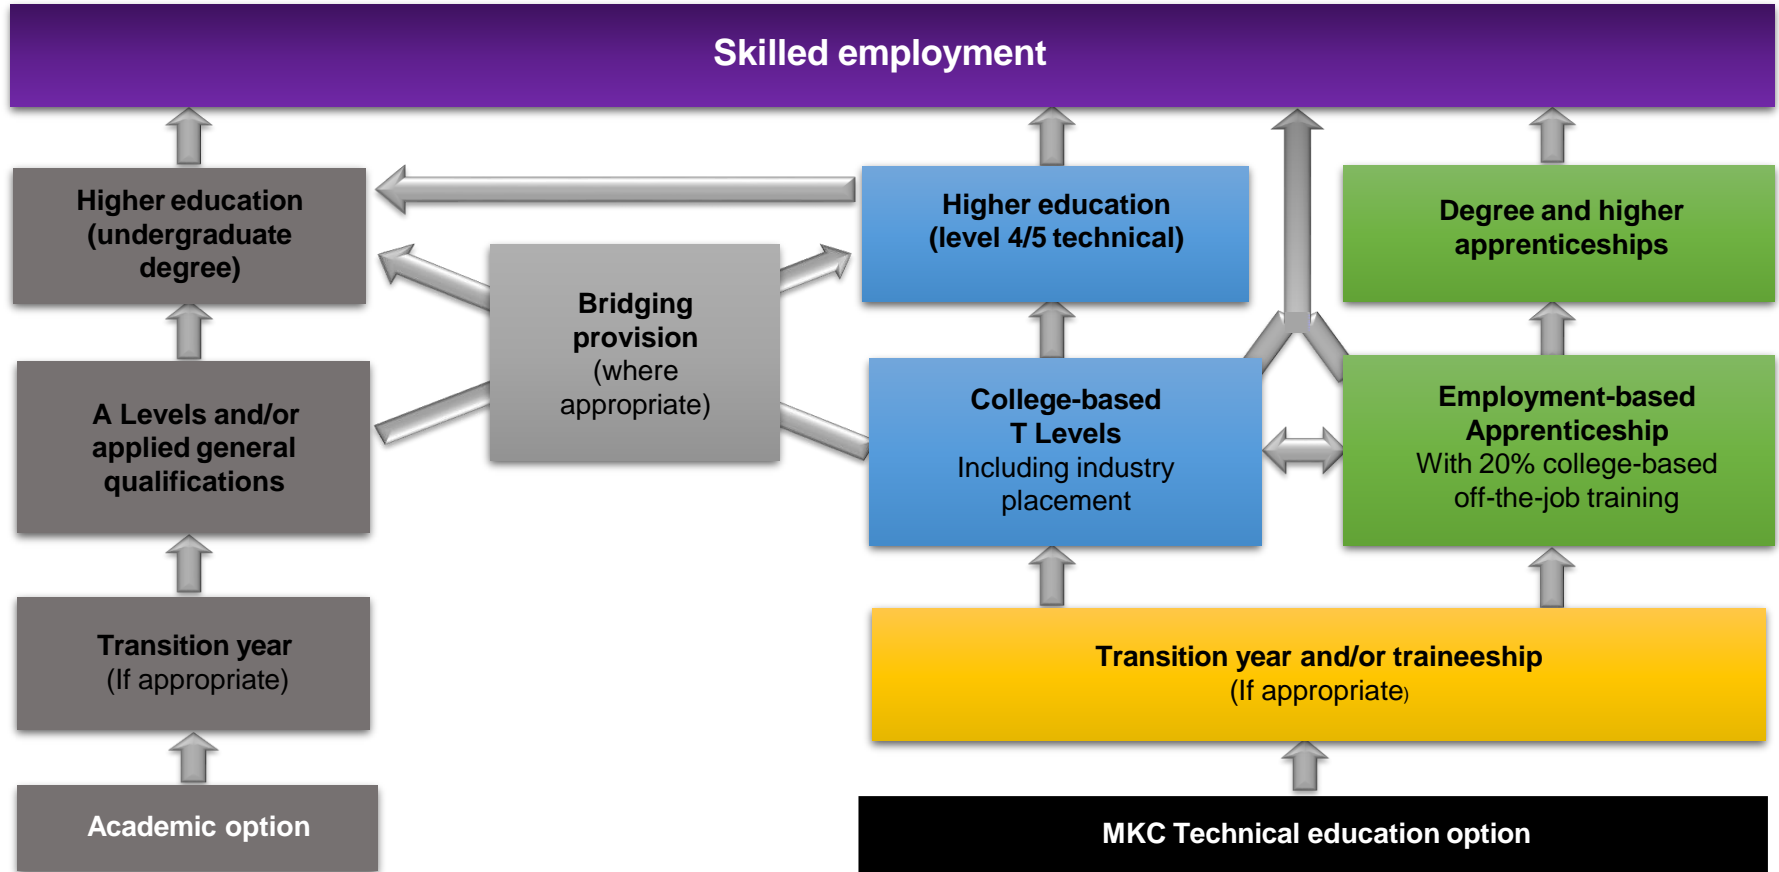 Skilled employment
Higher education
(undergraduate
degree)
Higher education
(level 4/5 technical)
Degree and higher
apprenticeships
Bridging
provision
(where
appropriate)
A Levels and/or
applied general
qualifications
College-based
T Levels
Including industry
placement
Employment-based
Apprenticeship
With 20% college-based
off-the-job training
Transition year
(If appropriate)
Transition year and/or traineeship
(If appropriate)
Academic option
MKC Technical education option